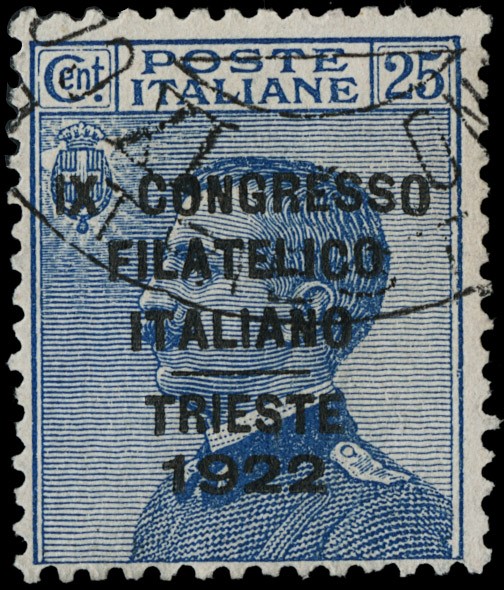 Cent.
POSTE
ITALIANE
25
IX CONGRESSO
FILATELICO
ITALIANO
TRIESTE
1922